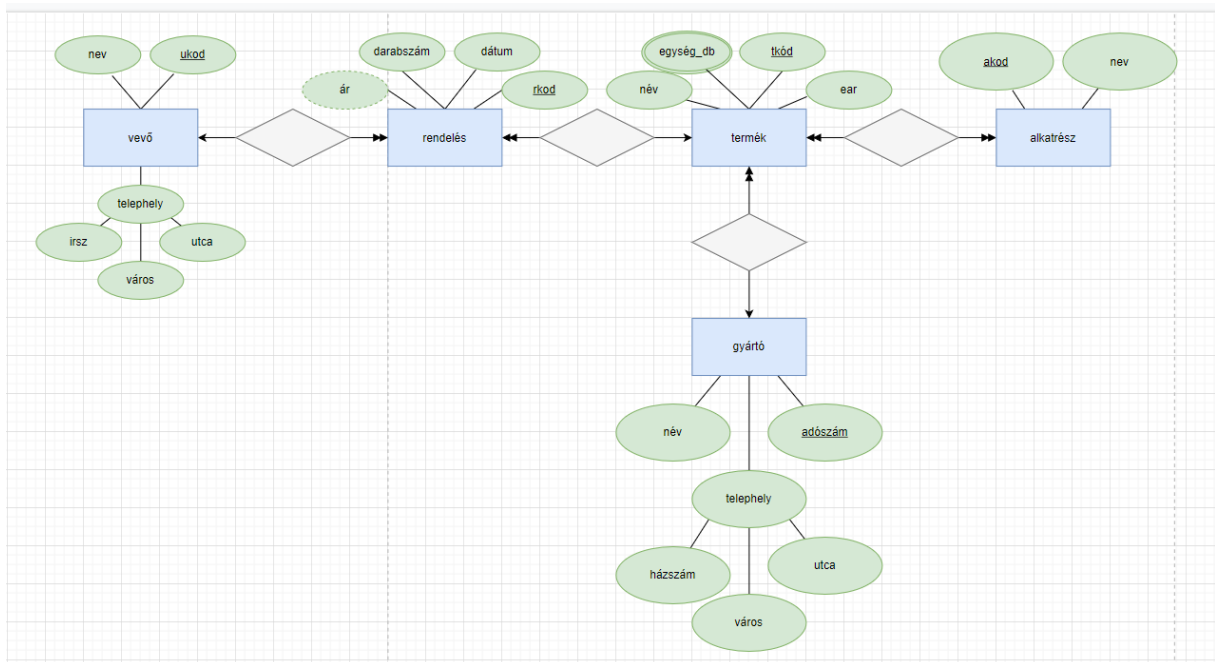 nev
ukod
darabszám
dátum
egység_db
tkód
akod
nev
ár
rkod
név
ear
vevő
rendelés
termék
alkatrész
telephely
irsz
utca
város
gyártó
név
adószám
telephely
házszám
utca
város